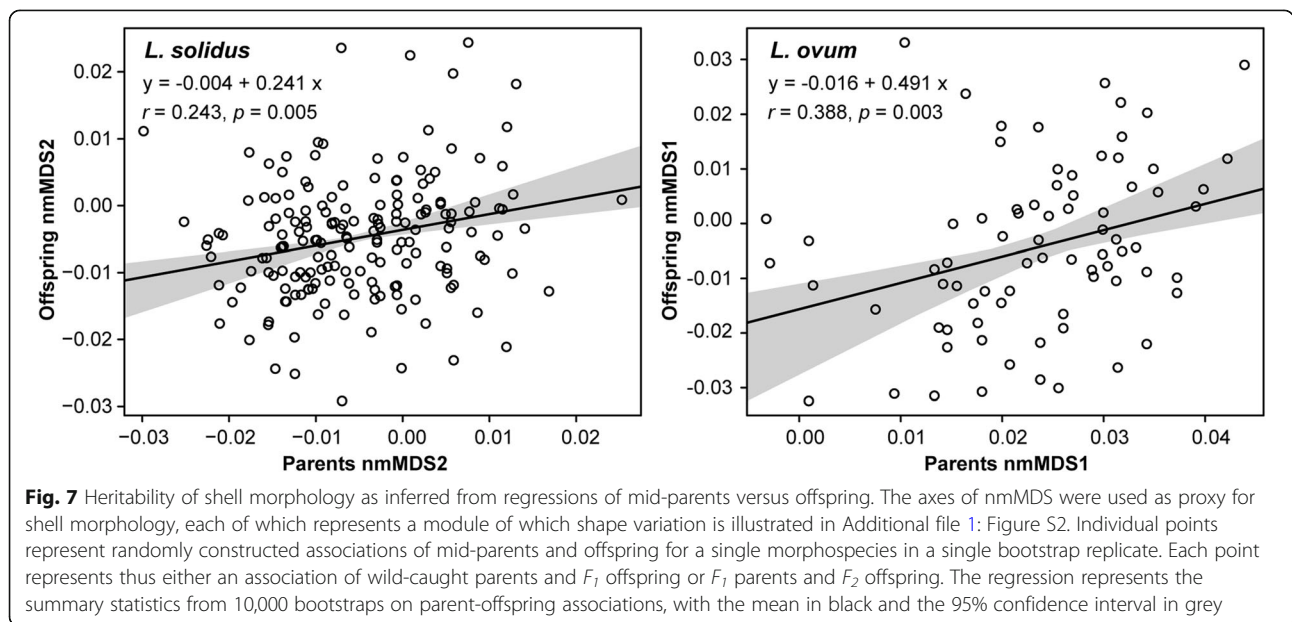 L. solidus
y = -0.004 + 0.241 x
r = 0.243, p = 0.005
0.02
0.01
0.00
−0.01
−0.02
−0.03
Offspring nmMDS2
−0.03 −0.02 −0.01 0.00 0.01 0.02
Parents nmMDS2
L. ovum
y = -0.016 + 0.491 x
r = 0.388, p = 0.003
0.03
0.02
0.01
0.00
-0.01
-0.02
-0.03
Offspring nmMDS1
0.00 0.01 0.02 0.03 0.04
Parents nmMDS1
Fig. 7 Heritability of shell morphology as inferred from regressions of mid-parents versus offspring. The axes of nmMDS were used as proxy for
shell morphology, each of which represents a module of which shape variation is illustrated in Additional file 1: Figure S2. Individual points
represent randomly constructed associations of mid-parents and offspring for a single morphospecies in a single bootstrap replicate. Each point
represents thus either an association of wild-caught parents and F1 offspring or F1 parents and F2 offspring. The regression represents the
summary statistics from 10,000 bootstraps on parent-offspring associations, with the mean in black and the 95% confidence interval in grey